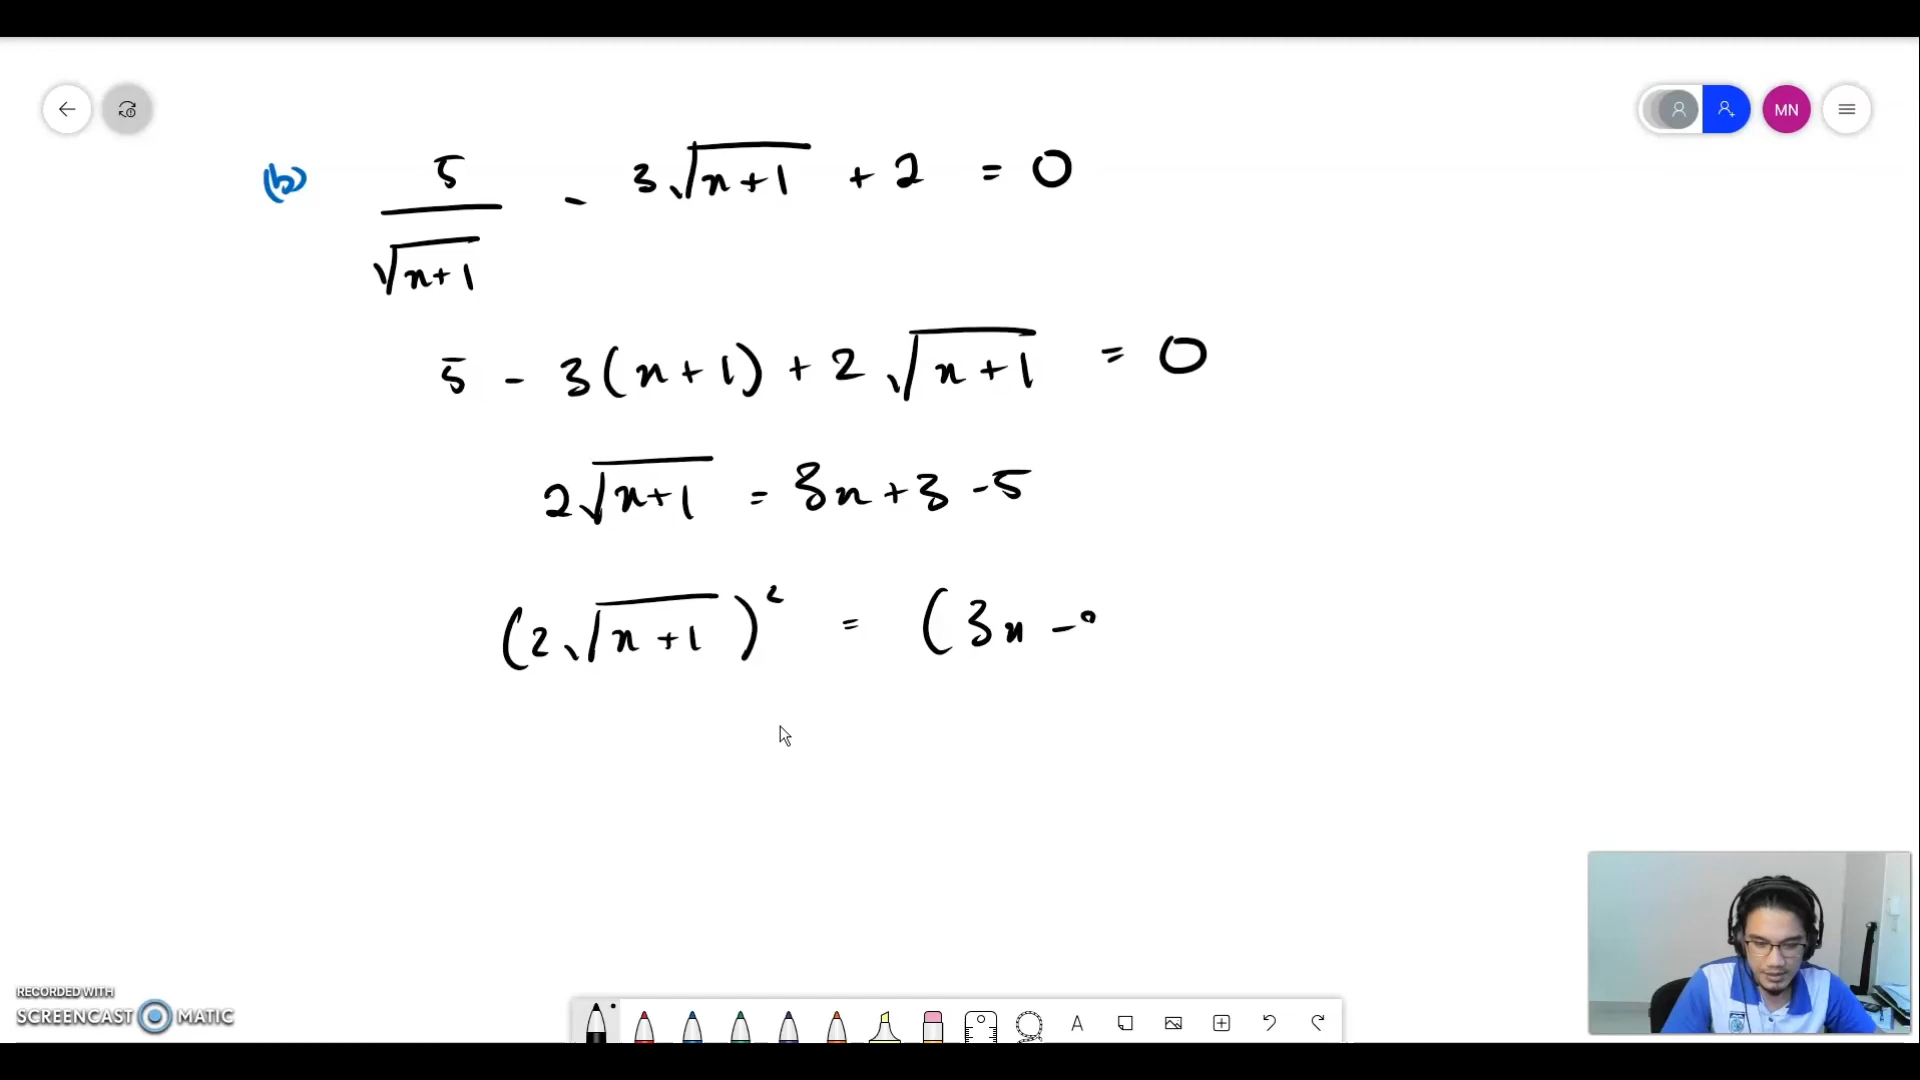 MN
(b) 5/√(x+1) - 3√(x+1) + 2 = 0
5 - 3(x+1) + 2√(x+1) = 0
2√(x+1) = 3x+3-5
(2√(x+1))² = (3x -
RECORDED WITH
SCREENCAST MATIC
A